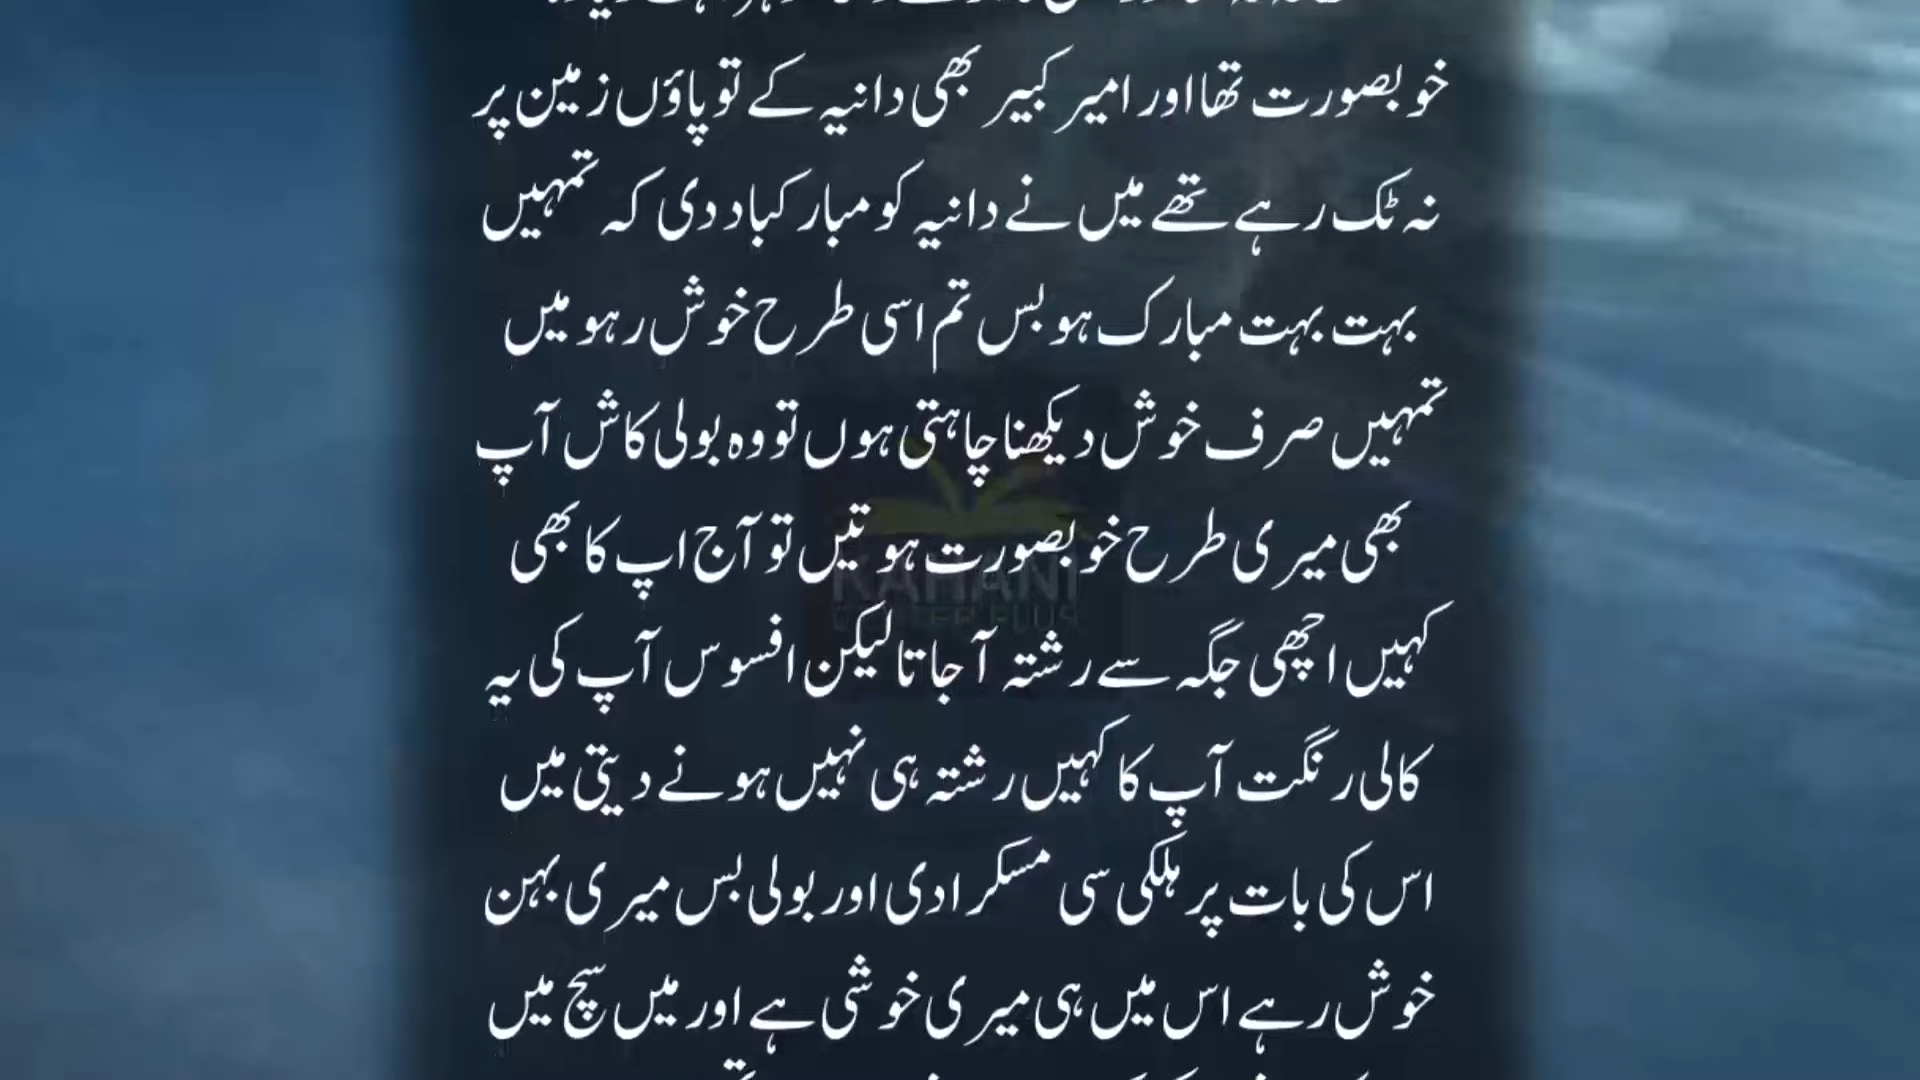 خوبصورت تھا اور امیر کبیر بھی دانیہ کے تو پاؤں زمین پر
نہ ٹک رہے تھے میں نے دانیہ کو مبارکباد دی کہ تمہیں
بہت بہت مبارک ہو بس تم اسی طرح خوش رہو میں
تمہیں صرف خوش دیکھنا چاہتی ہوں تو وہ بولی کاش آپ
بھی میری طرح خوبصورت ہوتیں تو آج اپ کا بھی
KAHANI
CENTER PLUS
کہیں اچھی جگہ سے رشتہ آجاتا لیکن افسوس آپ کی یہ
کالی رنگت آپ کا کہیں رشتہ ہی نہیں ہونے دیتی میں
اس کی بات پر ہلکی سی مسکرا دی اور بولی بس میری بہن
خوش رہے اس میں ہی میری خوشی ہے اور میں سچ میں